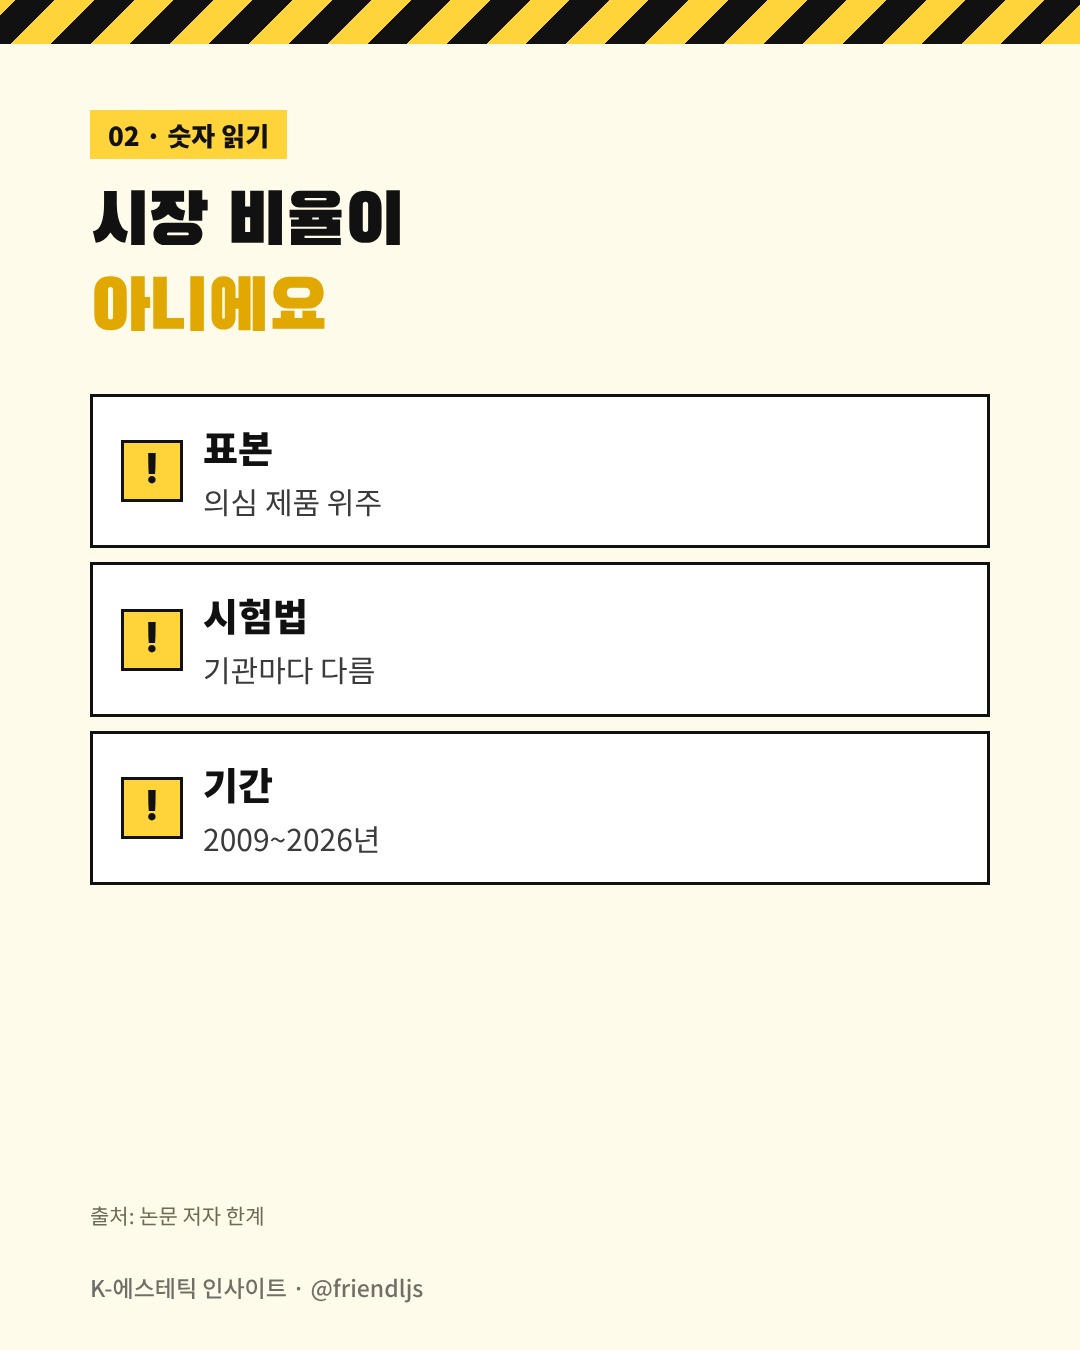 02 · 숫자 읽기
시장 비율이
아니에요
!
표본
의심 제품 위주
!
시험법
기관마다 다름
!
기간
2009~2026년
출처: 논문 저자 한계
K-에스테틱 인사이트 · @friendljs